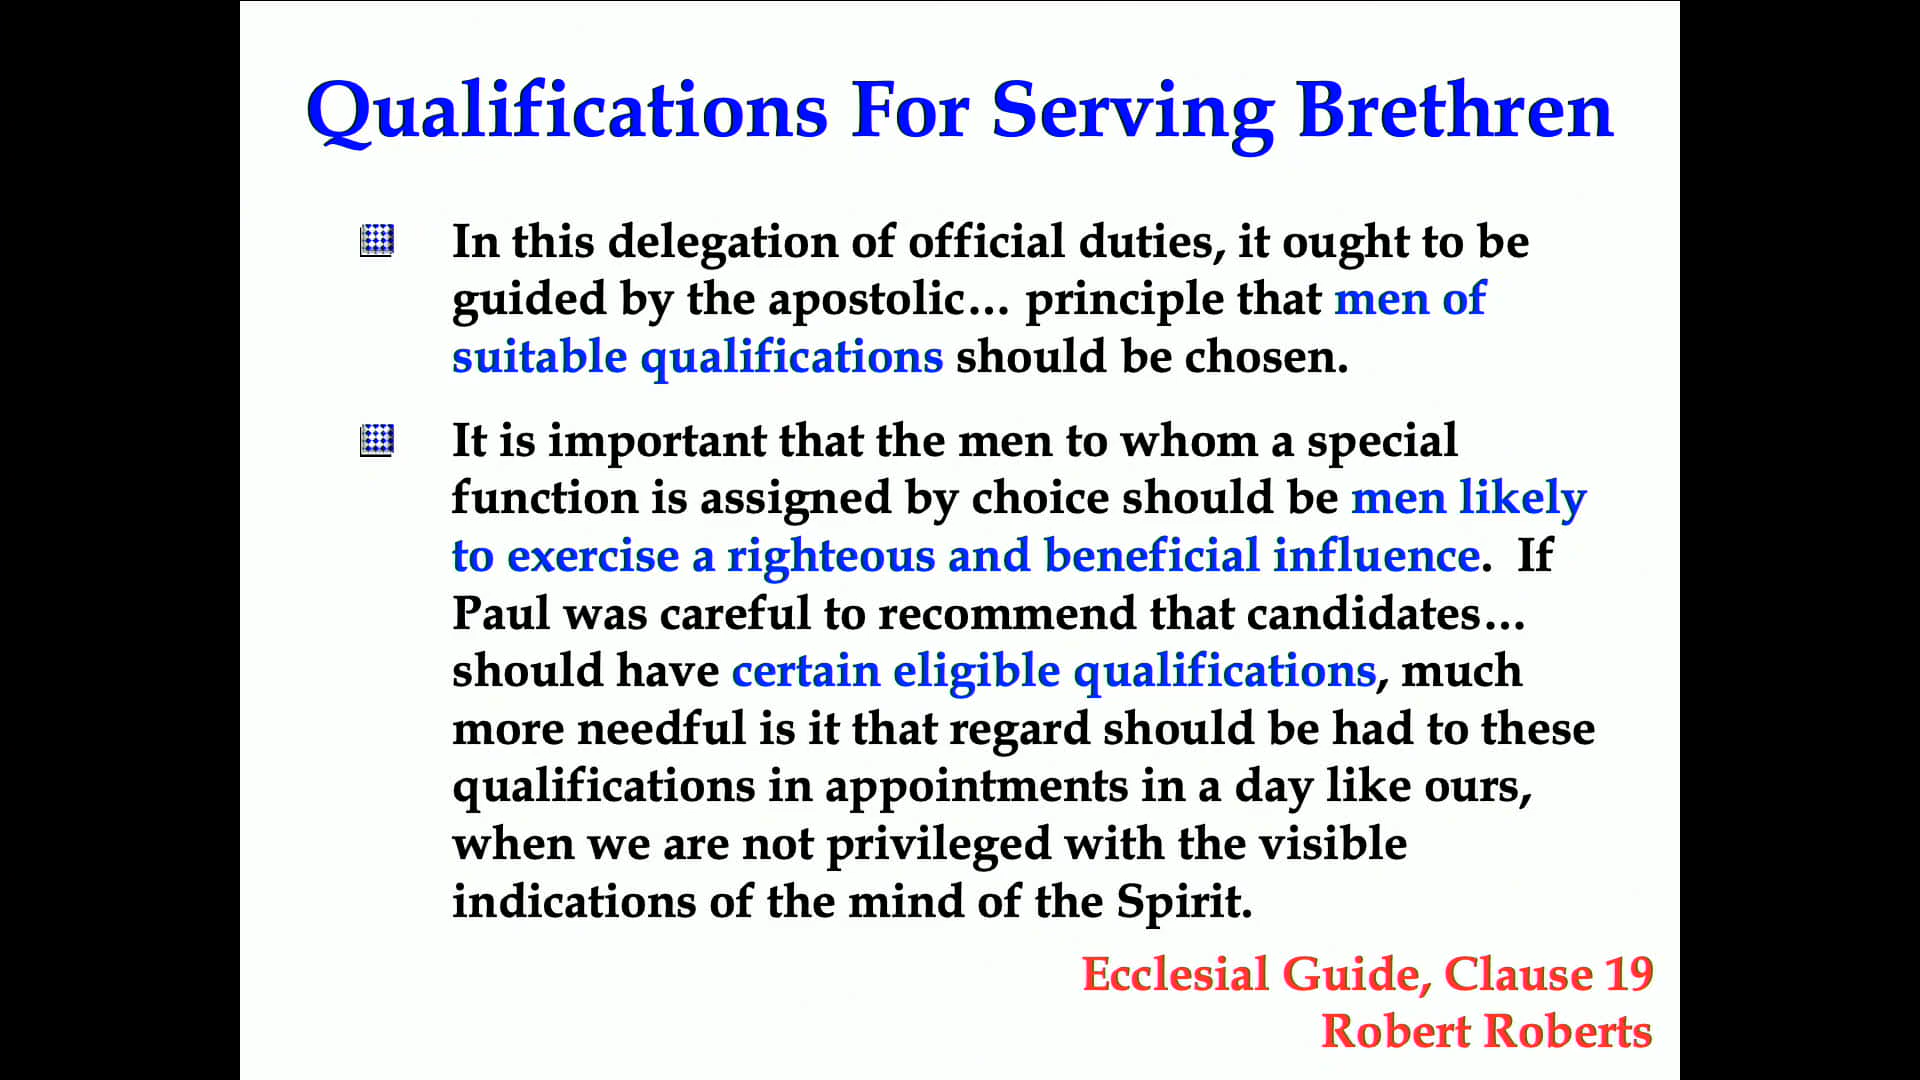 Qualifications For Serving Brethren
In this delegation of official duties, it ought to be
guided by the apostolic… principle that men of
suitable qualifications should be chosen.
It is important that the men to whom a special
function is assigned by choice should be men likely
to exercise a righteous and beneficial influence.  If
Paul was careful to recommend that candidates…
should have certain eligible qualifications, much
more needful is it that regard should be had to these
qualifications in appointments in a day like ours,
when we are not privileged with the visible
indications of the mind of the Spirit.
Ecclesial Guide, Clause 19
Robert Roberts